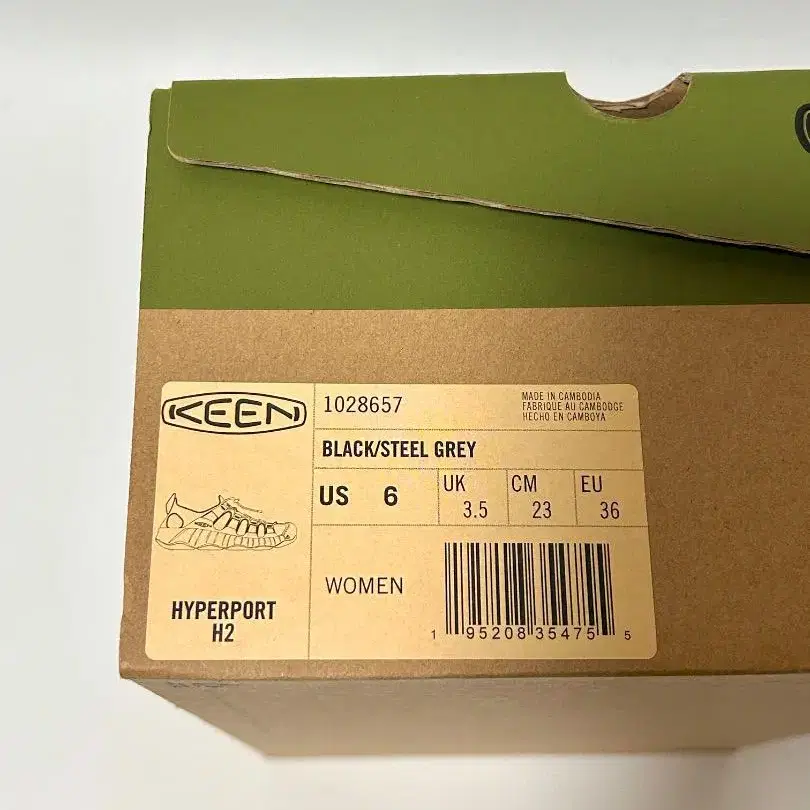 KEEN
1028657
MADE IN CAMBODIA
FABRIQUE AU CAMBODGE
HECHO EN CAMBOYA
BLACK/STEEL GREY
US 6
UK 3.5
CM 23
EU 36
WOMEN
HYPERPORT
H2
1 95208 35475 5